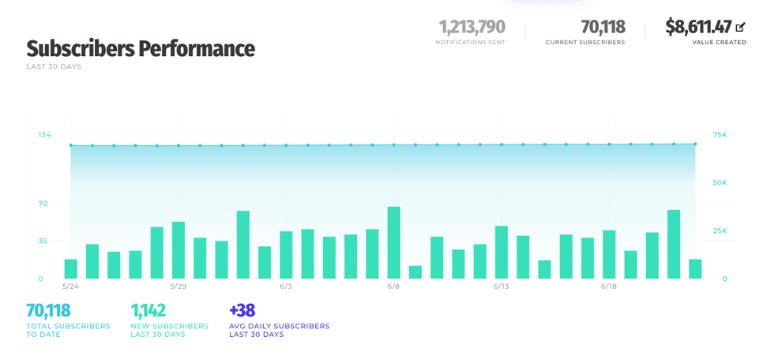 1,213,790 70,118 $8,611.47
NOTIFICATIONS SENT CURRENT SUBSCRIBERS VALUE CREATED
Subscribers Performance
LAST 30 DAYS
134 75K
50K
70
25K
35
0 0
5/24 5/29 6/3 6/8 6/13 6/18
70,118 1,142 +38
TOTAL SUBSCRIBERS NEW SUBSCRIBERS AVG DAILY SUBSCRIBERS
TO DATE LAST 30 DAYS LAST 30 DAYS